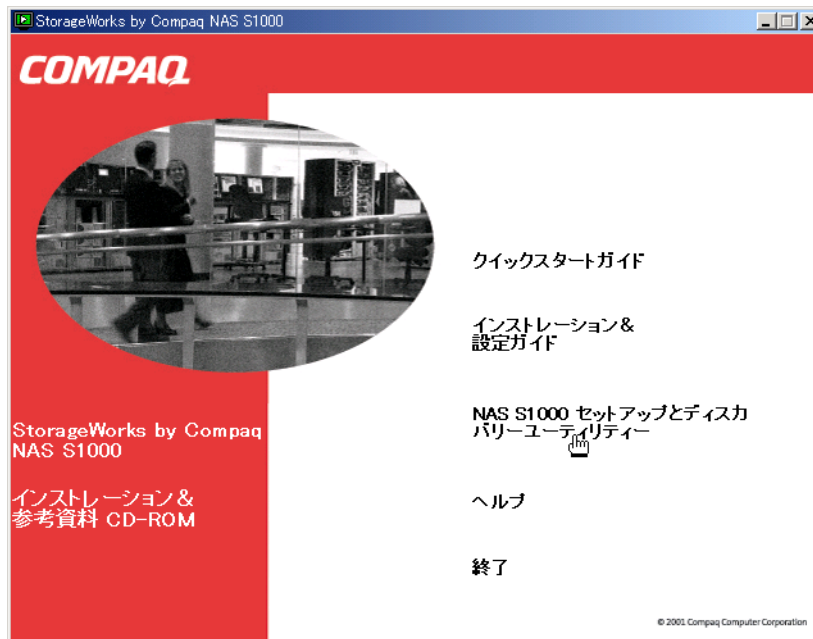 StorageWorks by Compaq NAS S1000
COMPAQ
クイックスタートガイド
インストレーション＆
設定ガイド
NAS S1000 セットアップとディスカ
バリーユーティリティー
ヘルプ
終了
StorageWorks by Compaq
NAS S1000
インストレーション＆
参考資料 CD-ROM
© 2001 Compaq Computer Corporation